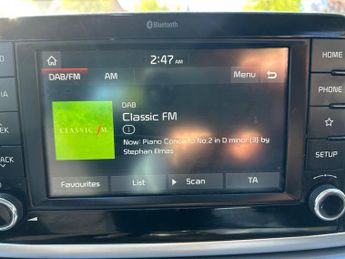 Bluetooth
2:47 AM
DAB/FM AM Menu
DAB
Classic FM
CLASSIC FM
Now: Piano Concerto No.2 in D minor (3) by
Stephan Elmas
Favourites List Scan TA
HOME
PHONE
SETUP